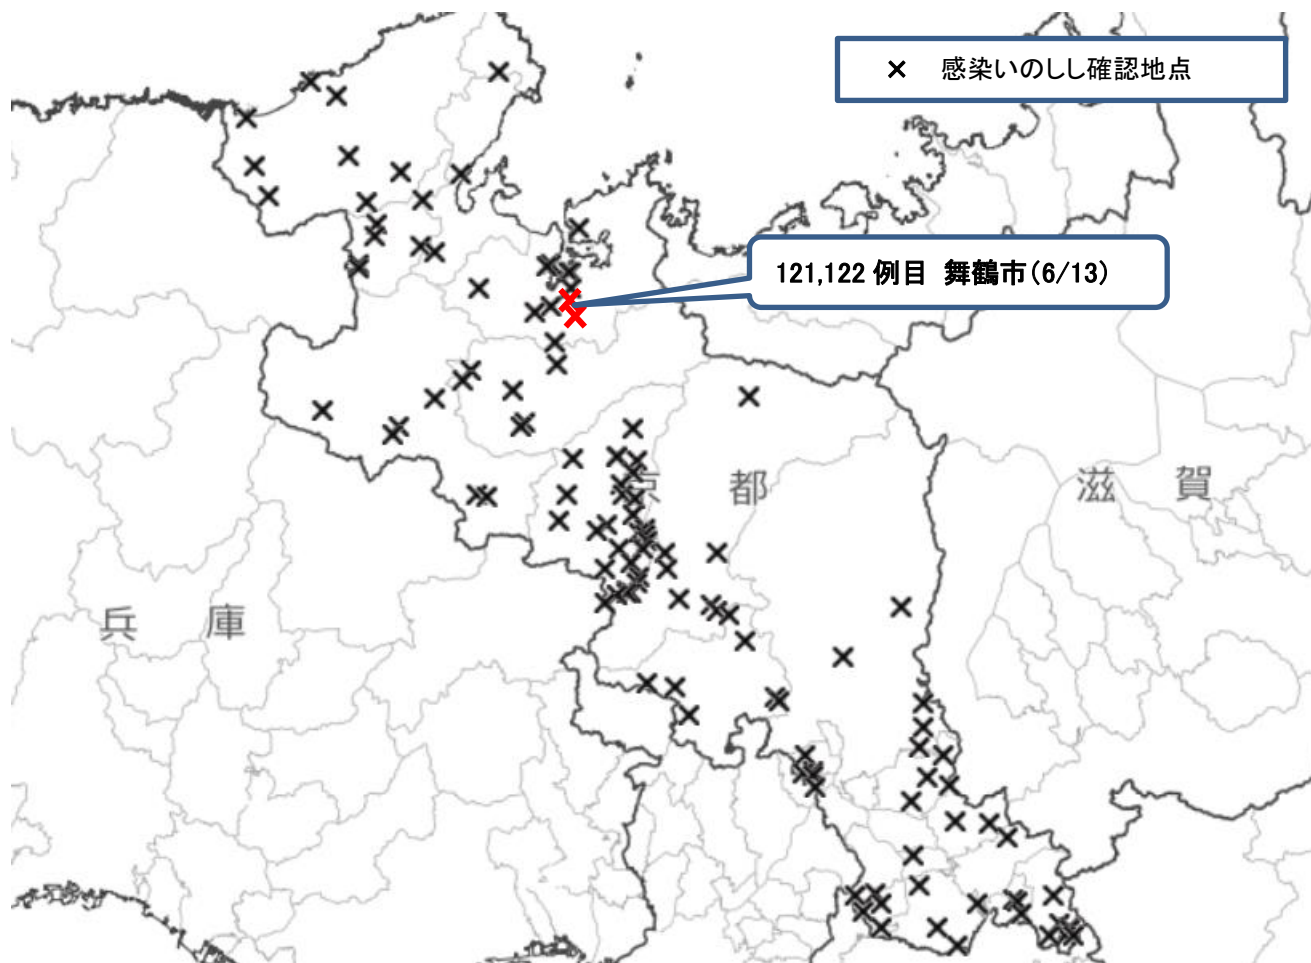 × 感染いのしし確認地点
121,122 例目 舞鶴市(6/13)
京都
滋賀
兵庫